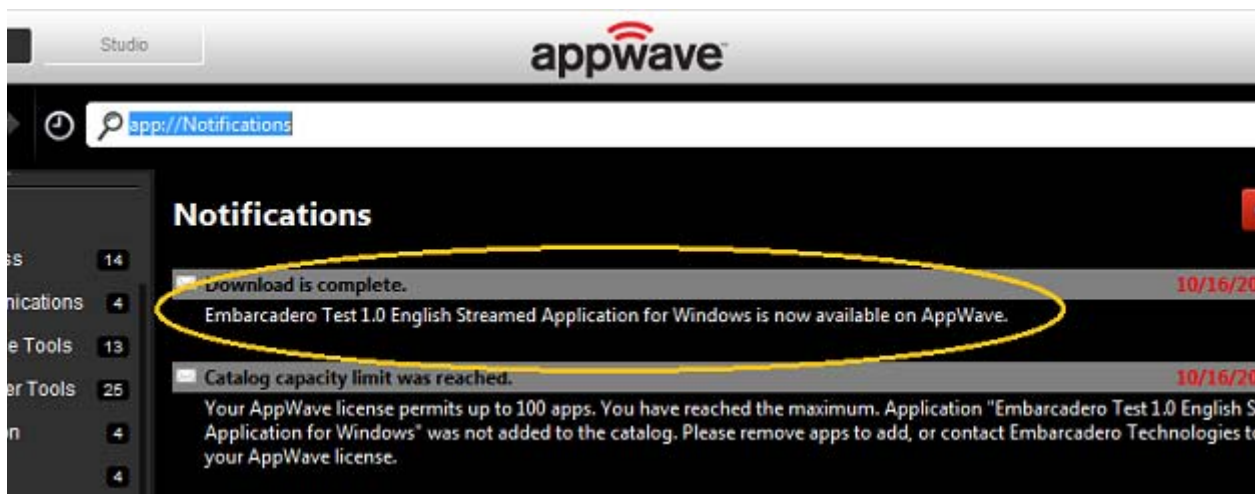 Studio
appwave
app://Notifications
Notifications
14
4
Tools
13
Tools
25
4
4
Download is complete.
10/16/20
Embarcadero Test 1.0 English Streamed Application for Windows is now available on AppWave.
Catalog capacity limit was reached.
10/16/20
Your AppWave license permits up to 100 apps. You have reached the maximum. Application "Embarcadero Test 1.0 English S
Application for Windows" was not added to the catalog. Please remove apps to add, or contact Embarcadero Technologies to
your AppWave license.